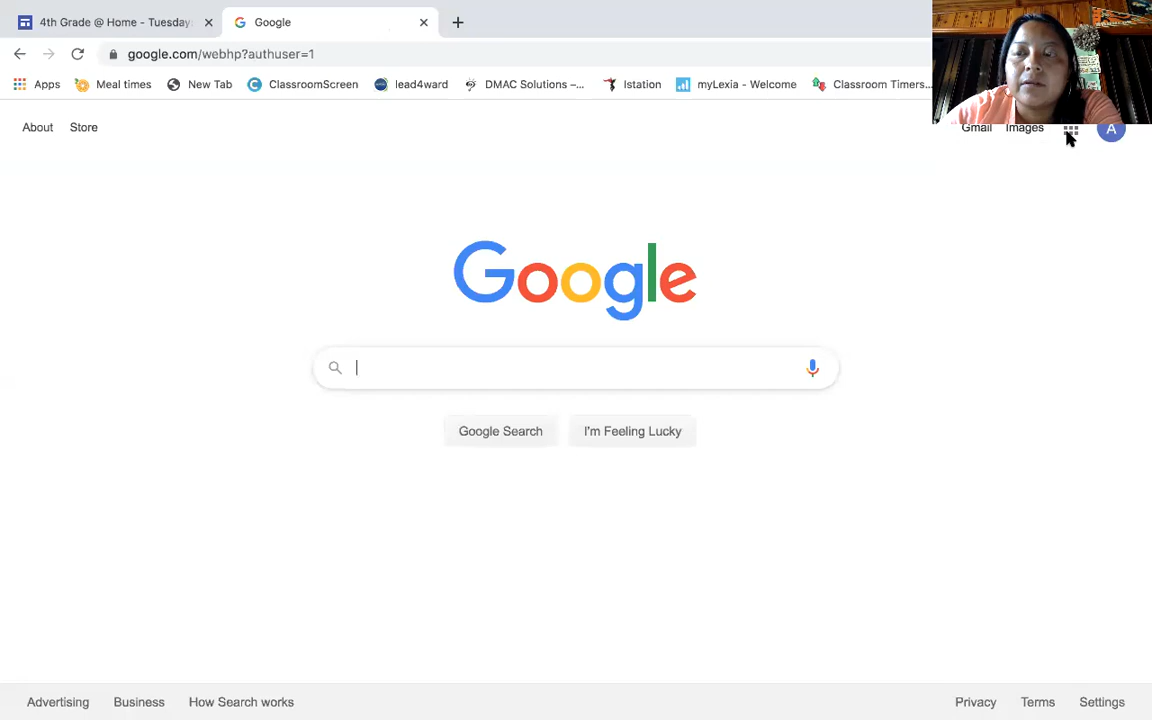 4th Grade @ Home - Tuesday
Google
google.com/webhp?authuser=1
Apps Meal times New Tab ClassroomScreen lead4ward DMAC Solutions –... Istation myLexia - Welcome Classroom Timers...
About Store Gmail Images A
Google
Google Search I'm Feeling Lucky
Advertising Business How Search works Privacy Terms Settings